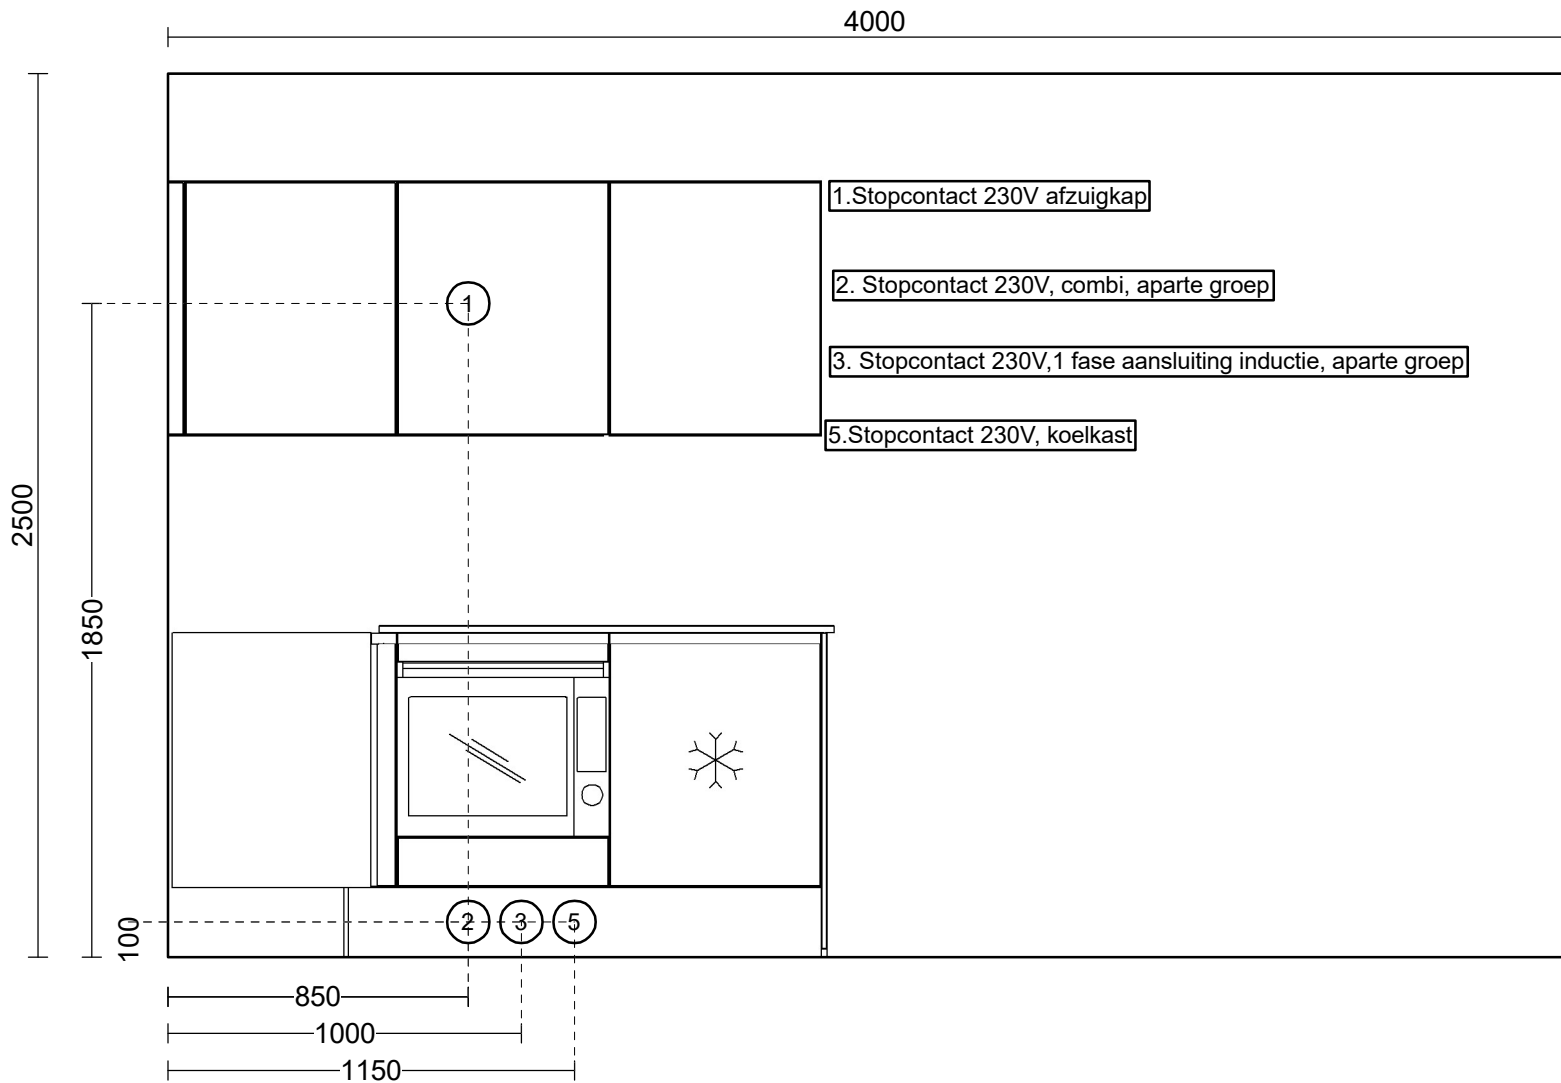 4000
1.Stopcontact 230V afzuigkap
2. Stopcontact 230V, combi, aparte groep
1
3. Stopcontact 230V,1 fase aansluiting inductie, aparte groep
5.Stopcontact 230V, koelkast
2500
1850
100
2 3 5
850
1000
1150